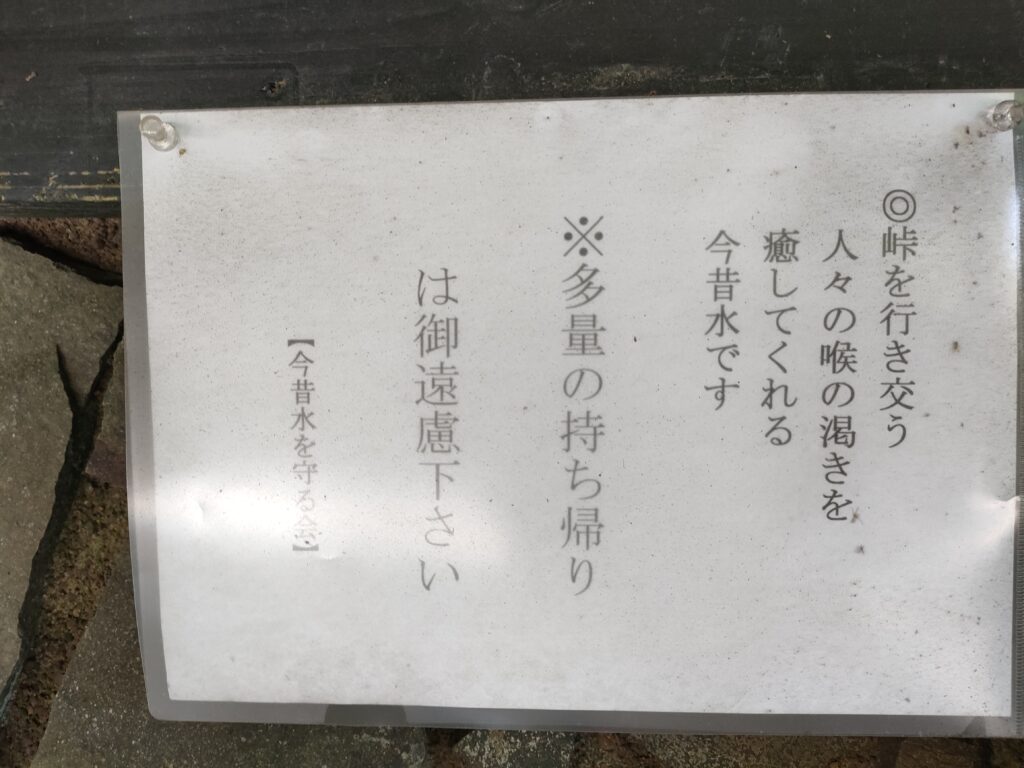 ◎峠を行き交う
人々の喉の渇きを
癒してくれる
今昔水です
※多量の持ち帰り
は御遠慮下さい
【今昔水を守る会】